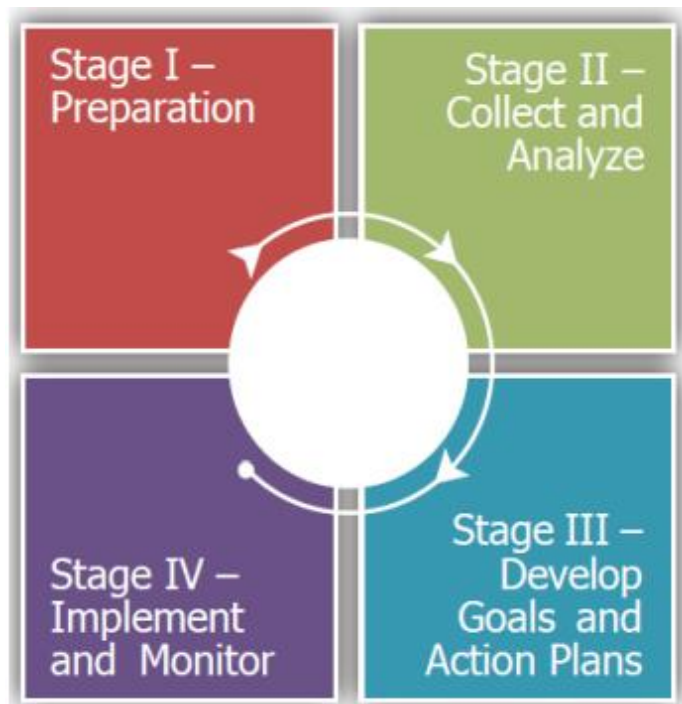 Stage I –
Preparation
Stage II –
Collect and
Analyze
Stage III –
Develop
Goals and
Action Plans
Stage IV –
Implement
and Monitor